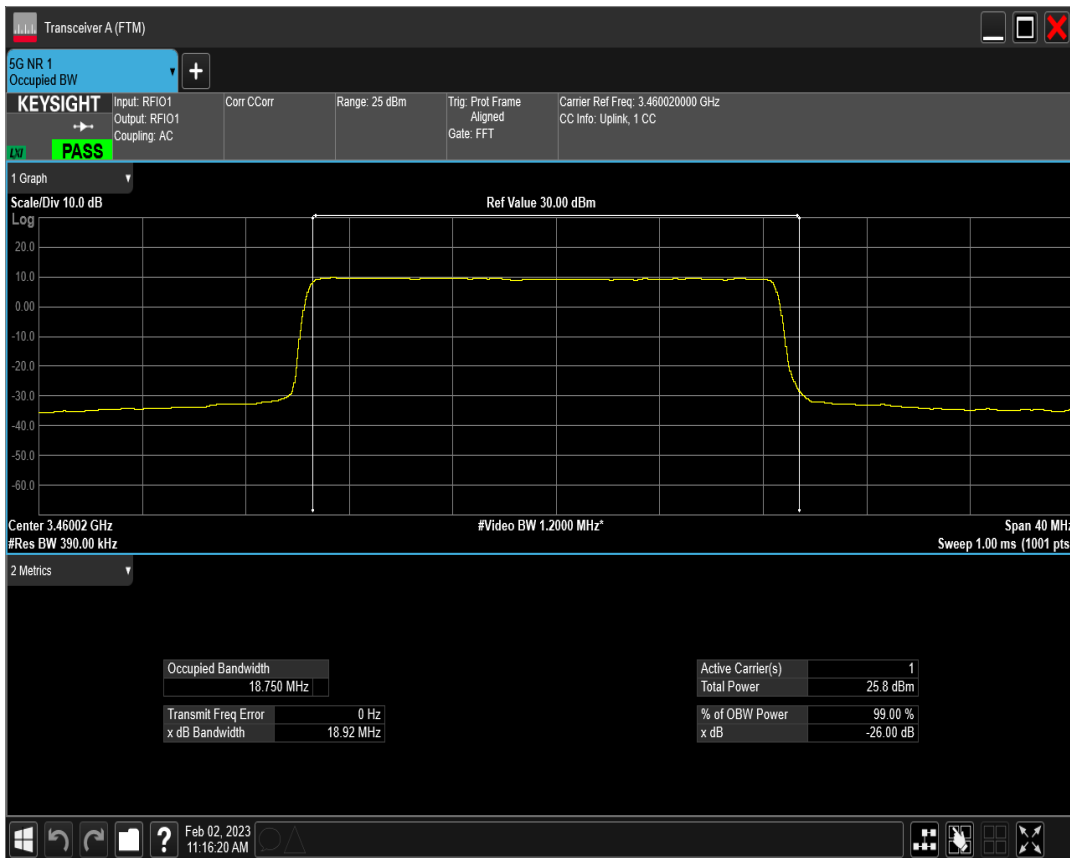 Transceiver A (FTM)
5G NR 1
Occupied BW
+
KEYSIGHT
LXI
PASS
Input: RFIO1
Output: RFIO1
Coupling: AC
Corr CCorr
Range: 25 dBm
Trig: Prot Frame
Aligned
Gate: FFT
Carrier Ref Freq: 3.460020000 GHz
CC Info: Uplink, 1 CC
1 Graph
Scale/Div 10.0 dB
Ref Value 30.00 dBm
Log
20.0
10.0
0.00
-10.0
-20.0
-30.0
-40.0
-50.0
-60.0
Center 3.46002 GHz
#Video BW 1.2000 MHz*
Span 40 MHz
#Res BW 390.00 kHz
Sweep 1.00 ms (1001 pts
2 Metrics
Occupied Bandwidth
18.750 MHz
Transmit Freq Error 0 Hz
x dB Bandwidth 18.92 MHz
Active Carrier(s) 1
Total Power 25.8 dBm
% of OBW Power 99.00 %
x dB -26.00 dB
?
Feb 02, 2023
11:16:20 AM